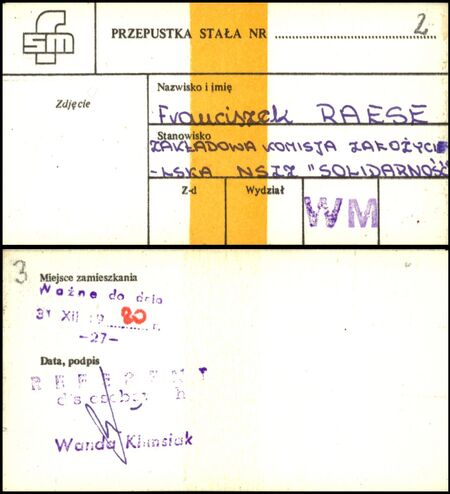 fsm
PRZEPUSTKA STAŁA NR
2
Zdjęcie
Nazwisko i imię
Franciszek RAESE
Stanowisko
ZAKŁADOWA KOMISJA ZAŁOŻYCIE
-LSKA NSZZ "SOLIDARNOŚĆ"
Z-d
Wydział
WM
3
Miejsce zamieszkania
Ważne do dnia
31 XII 19 80 r.
-27-
Data, podpis
REFERENT
d/s osobowych
Wanda Klimsiak